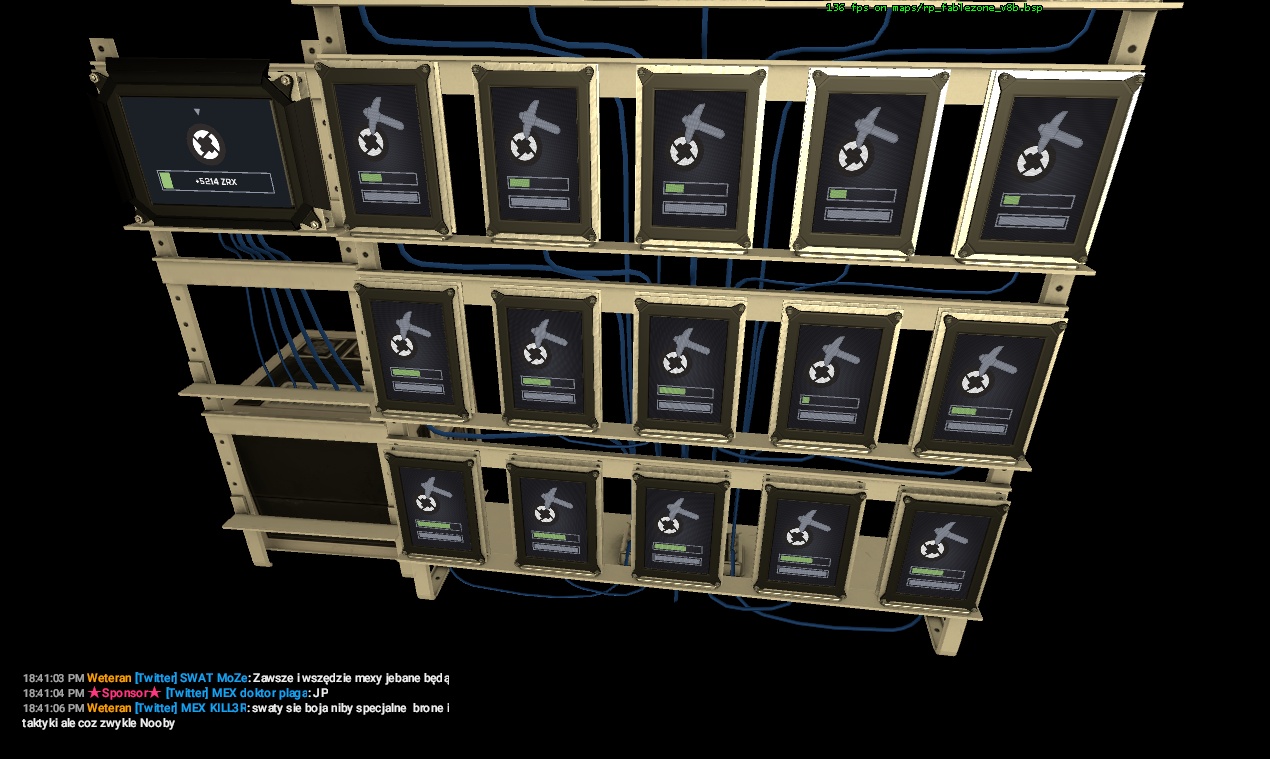 136 fps on maps/rp_fablezone_v8b.bsp
+5214 ZRX
18:41:03 PM Weteran [Twitter] SWAT MoZe: Zawsze i wszędzie mexy jebane będą
18:41:04 PM ★Sponsor★ [Twitter] MEX doktor plaga: JP
18:41:06 PM Weteran [Twitter] MEX KILL3R: swaty sie boja niby specjalne brone i
taktyki ale coz zwykle Nooby